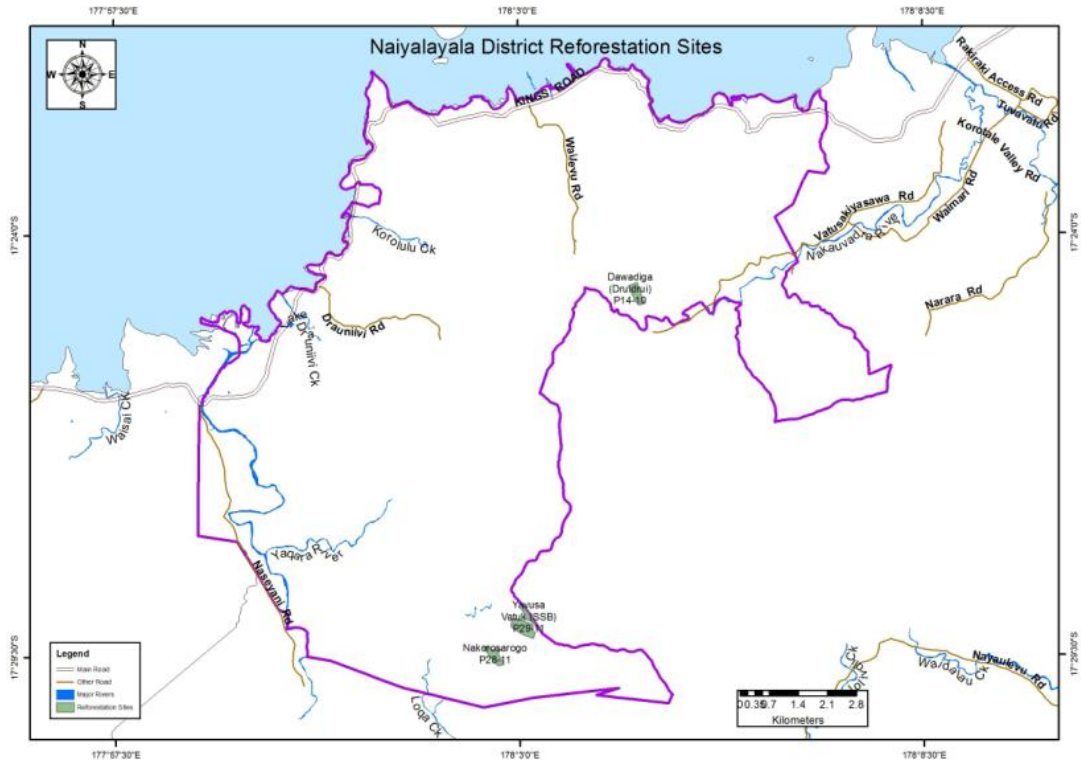 177°57'30"E
178°3'0"E
178°8'30"E
Naiyalayala District Reforestation Sites
N
W
E
S
KINGS ROAD
Rakiraki Access Rd
Tuvavatu Rd
Korotale Valley Rd
Wailevu Rd
Vatusakiyasawa Rd
Waimari Rd
Nakauvadra River
17°24'0"S
17°24'0"S
Korolulu Ck
Dawadiga
P14-10
Narara Rd
Drauniivi Rd
Drauniivi Ck
Waisai Ck
Yaqara River
Naseyani Rd
Yavusa
Vatuk (SSB)
P29-11
Nakorosarogo
P28-11
17°29'30"S
17°29'30"S
Legend
Main Road
Other Road
Major Rivers
Reforestation Sites
Loqa Ck
Nayaulevu Rd
Ck
0 0.35 0.7 1.4 2.1 2.8
Kilometers
177°57'30"E
178°3'0"E
178°8'30"E